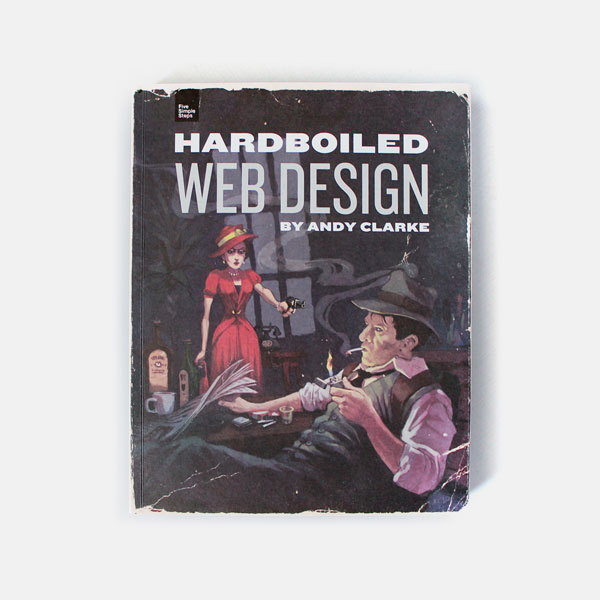 Five
Simple
Steps
HARDBOILED
WEB DESIGN
BY ANDY CLARKE